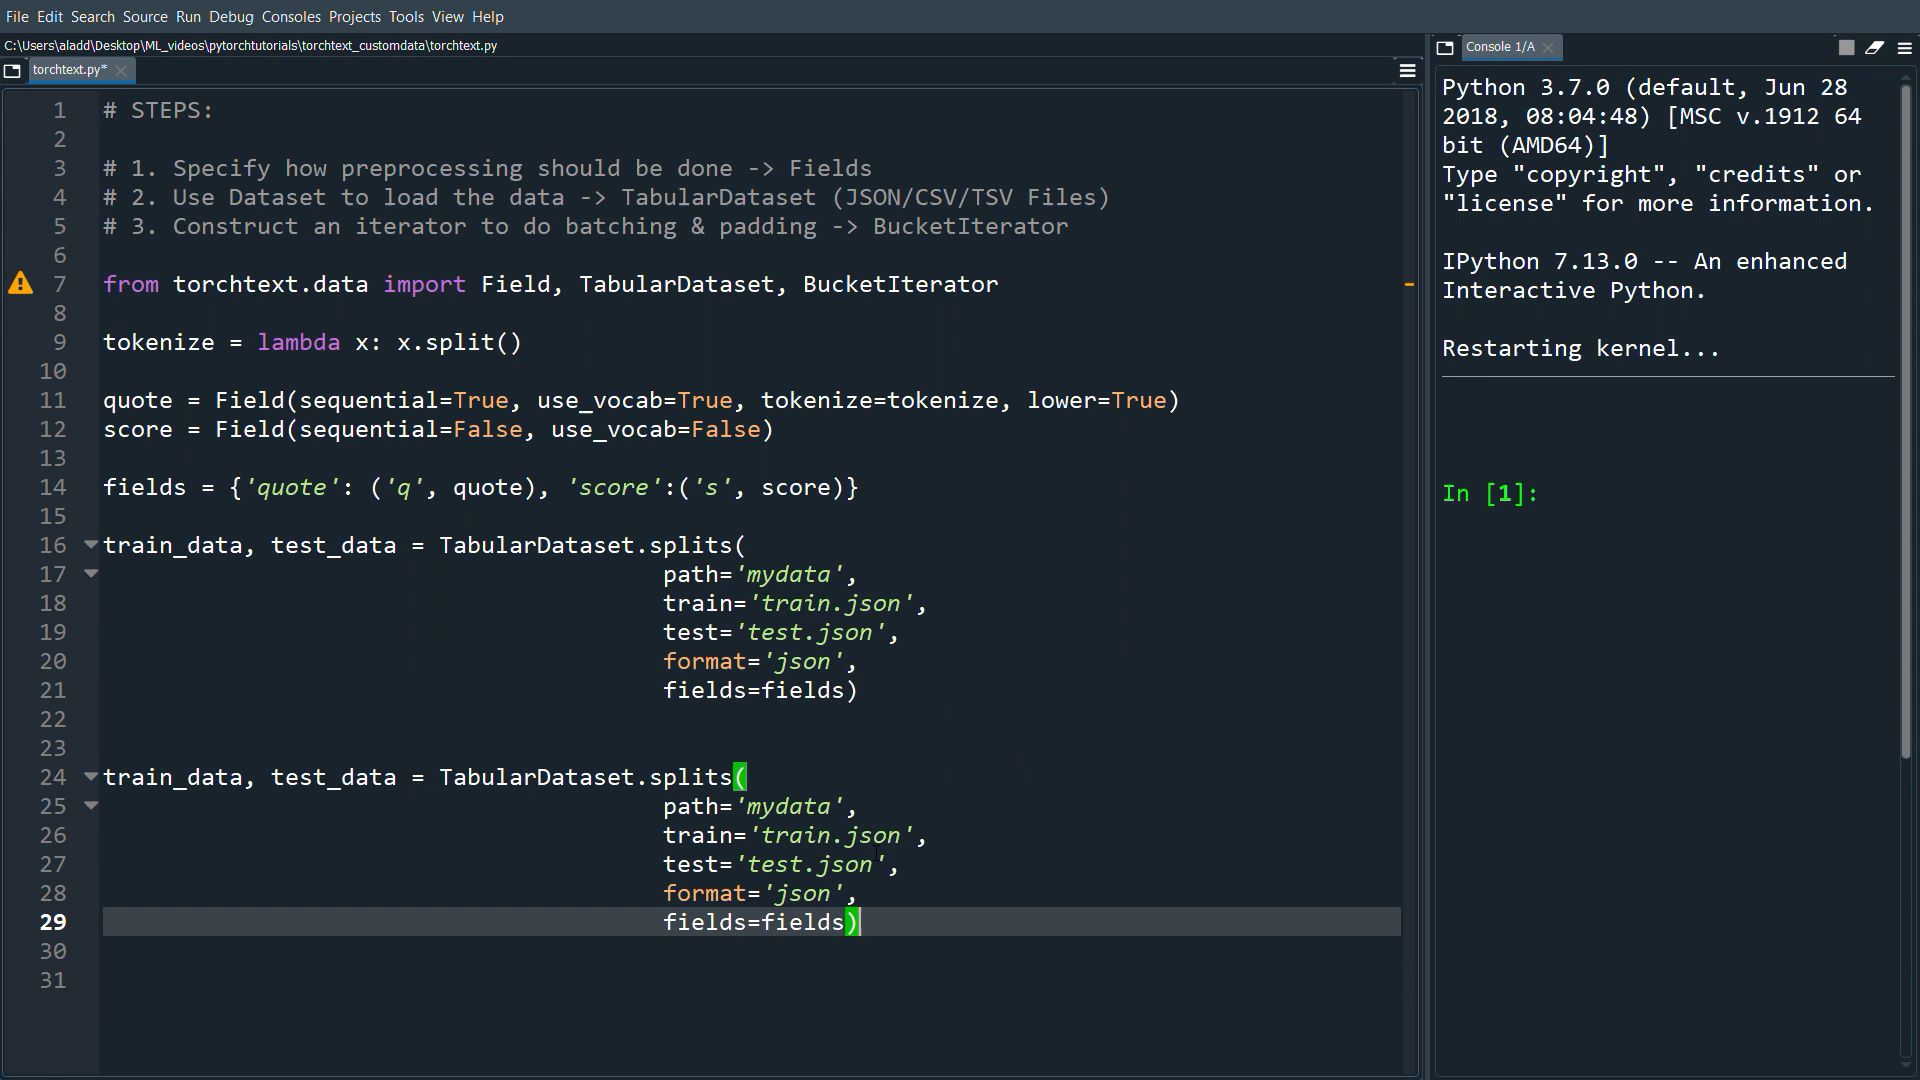 File Edit Search Source Run Debug Consoles Projects Tools View Help
C:\Users\aladd\Desktop\ML_videos\pytorchtutorials\torchtext_customdata\torchtext.py
torchtext.py*
1 # STEPS:
2
3 # 1. Specify how preprocessing should be done -> Fields
4 # 2. Use Dataset to load the data -> TabularDataset (JSON/CSV/TSV Files)
5 # 3. Construct an iterator to do batching & padding -> BucketIterator
6
7 from torchtext.data import Field, TabularDataset, BucketIterator
8
9 tokenize = lambda x: x.split()
10
11 quote = Field(sequential=True, use_vocab=True, tokenize=tokenize, lower=True)
12 score = Field(sequential=False, use_vocab=False)
13
14 fields = {'quote': ('q', quote), 'score':('s', score)}
15
16 train_data, test_data = TabularDataset.splits(
17 path='mydata',
18 train='train.json',
19 test='test.json',
20 format='json',
21 fields=fields)
22
23
24 train_data, test_data = TabularDataset.splits(
25 path='mydata',
26 train='train.json',
27 test='test.json',
28 format='json',
29 fields=fields)
30
31
Console 1/A
Python 3.7.0 (default, Jun 28
2018, 08:04:48) [MSC v.1912 64
bit (AMD64)]
Type "copyright", "credits" or
"license" for more information.
IPython 7.13.0 -- An enhanced
Interactive Python.
Restarting kernel...
In [1]: